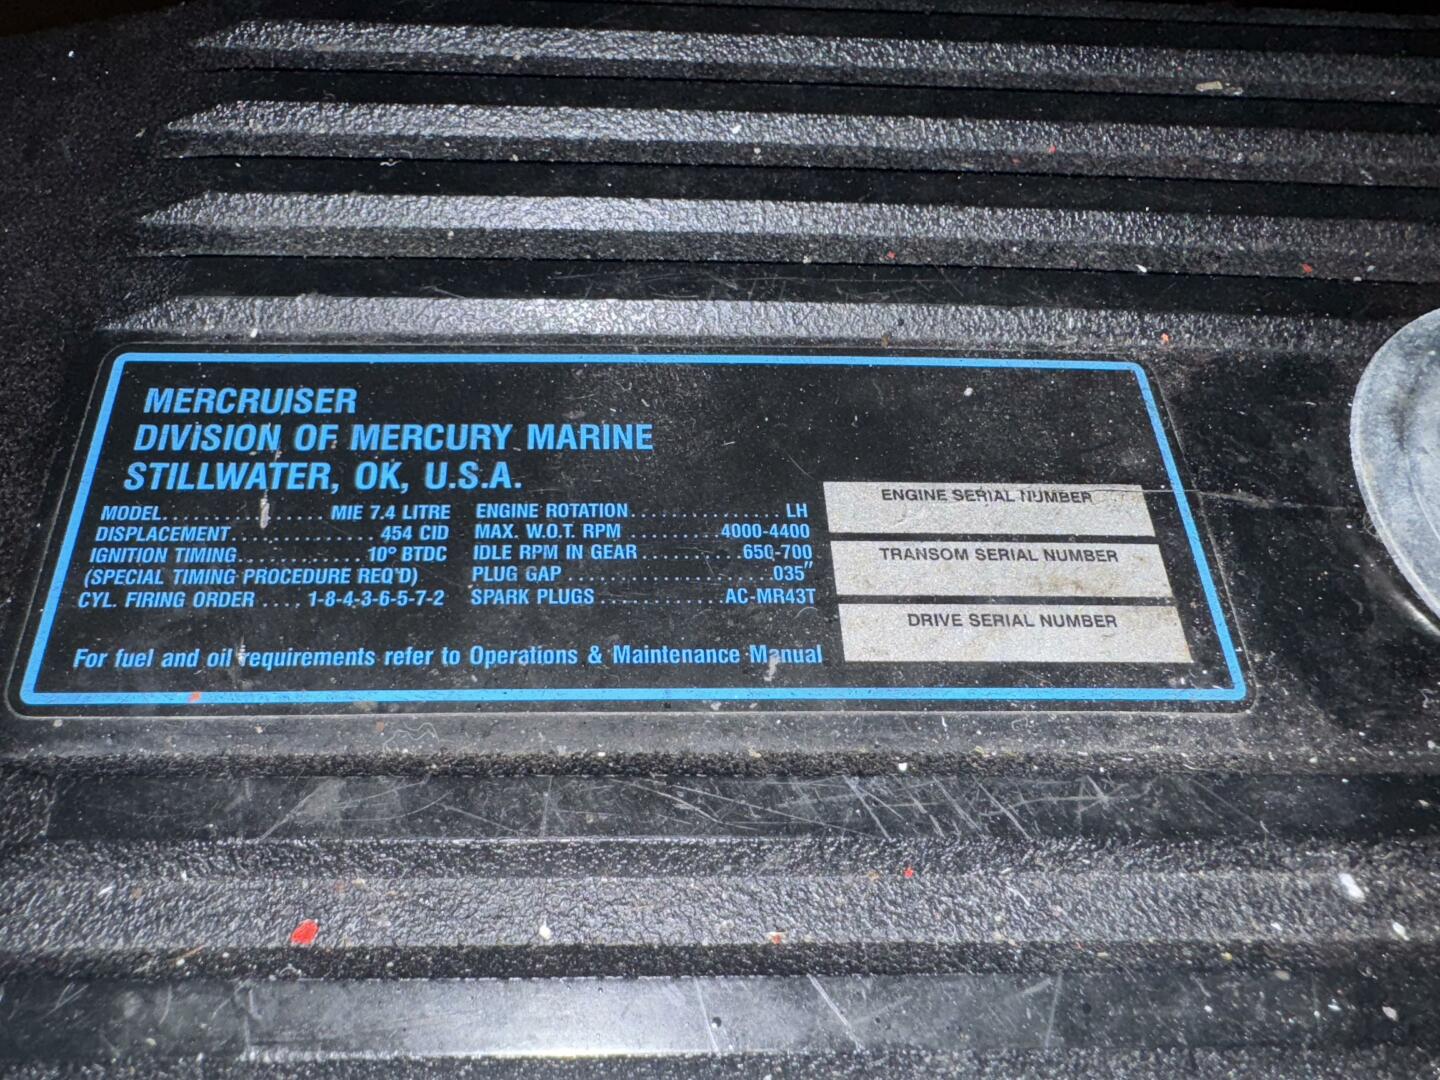 MERCRUISER
DIVISION OF MERCURY MARINE
STILLWATER, OK, U.S.A.
MODEL................ MIE 7.4 LITRE
DISPLACEMENT.............. 454 CID
IGNITION TIMING............. 10° BTDC
(SPECIAL TIMING PROCEDURE REQ'D)
CYL. FIRING ORDER .... 1-8-4-3-6-5-7-2
ENGINE ROTATION............... LH
MAX. W.O.T. RPM ......... 4000-4400
IDLE RPM IN GEAR ......... 650-700
PLUG GAP .................. .035"
SPARK PLUGS ............ AC-MR43T
For fuel and oil requirements refer to Operations & Maintenance Manual
ENGINE SERIAL NUMBER
TRANSOM SERIAL NUMBER
DRIVE SERIAL NUMBER